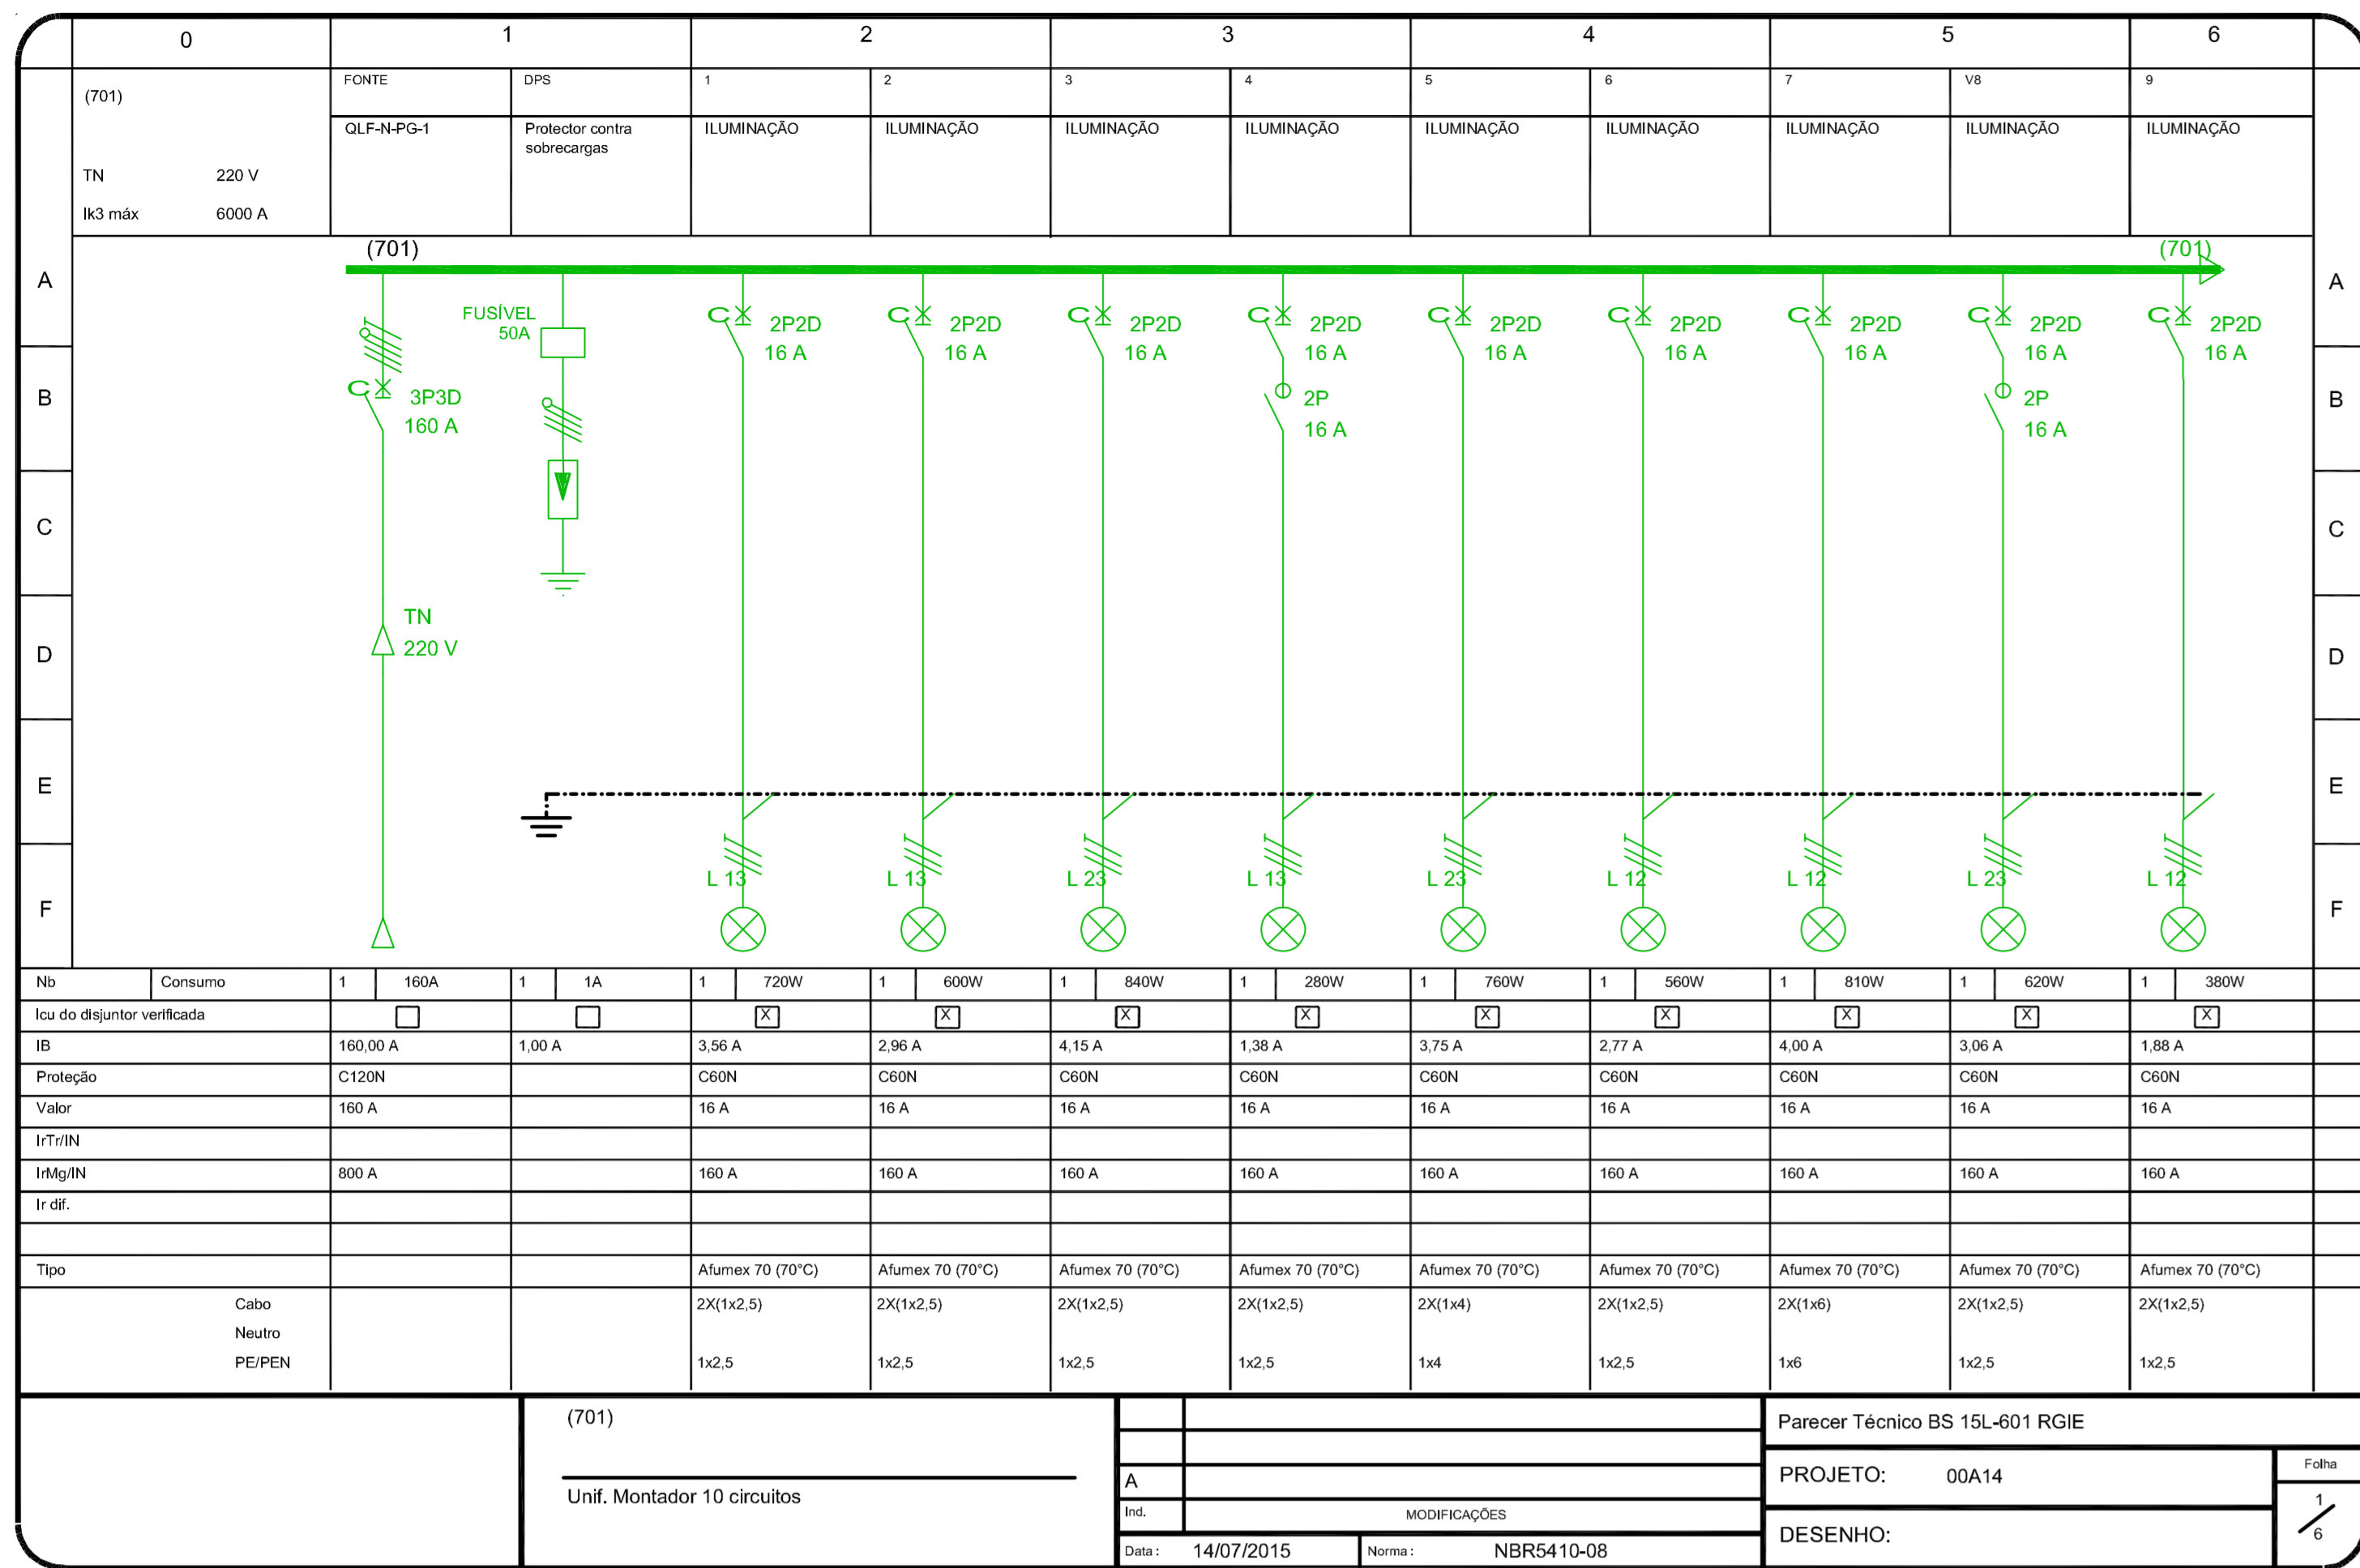 0 1 2 3 4 5 6
(701)
TN 220 V
Ik3 máx 6000 A
FONTE DPS 1 2 3 4 5 6 7 V8 9
QLF-N-PG-1 Protector contra ILUMINAÇÃO ILUMINAÇÃO ILUMINAÇÃO ILUMINAÇÃO ILUMINAÇÃO ILUMINAÇÃO ILUMINAÇÃO ILUMINAÇÃO ILUMINAÇÃO
sobrecargas
(701) (701)
A A
FUSÍVEL C 2P2D C 2P2D C 2P2D C 2P2D C 2P2D C 2P2D C 2P2D C 2P2D C 2P2D
50A 16 A 16 A 16 A 16 A 16 A 16 A 16 A 16 A 16 A
B C 3P3D 2P 2P B
160 A 16 A 16 A
C C
TN
D 220 V D
E E
L 13 L 13 L 23 L 13 L 23 L 12 L 12 L 23 L 12
F F
Nb Consumo 1 160A 1 1A 1 720W 1 600W 1 840W 1 280W 1 760W 1 560W 1 810W 1 620W 1 380W
Icu do disjuntor verificada X X X X X X X X X
IB 160,00 A 1,00 A 3,56 A 2,96 A 4,15 A 1,38 A 3,75 A 2,77 A 4,00 A 3,06 A 1,88 A
Proteção C120N C60N C60N C60N C60N C60N C60N C60N C60N C60N
Valor 160 A 16 A 16 A 16 A 16 A 16 A 16 A 16 A 16 A 16 A
IrTr/IN
IrMg/IN 800 A 160 A 160 A 160 A 160 A 160 A 160 A 160 A 160 A 160 A
Ir dif.
Tipo Afumex 70 (70°C) Afumex 70 (70°C) Afumex 70 (70°C) Afumex 70 (70°C) Afumex 70 (70°C) Afumex 70 (70°C) Afumex 70 (70°C) Afumex 70 (70°C) Afumex 70 (70°C)
Cabo 2X(1x2,5) 2X(1x2,5) 2X(1x2,5) 2X(1x2,5) 2X(1x4) 2X(1x2,5) 2X(1x6) 2X(1x2,5) 2X(1x2,5)
Neutro
PE/PEN 1x2,5 1x2,5 1x2,5 1x2,5 1x4 1x2,5 1x6 1x2,5 1x2,5
(701)
Unif. Montador 10 circuitos
A
Ind. MODIFICAÇÕES
Data : 14/07/2015 Norma : NBR5410-08
Parecer Técnico BS 15L-601 RGIE
PROJETO: 00A14
DESENHO:
Folha
1/6